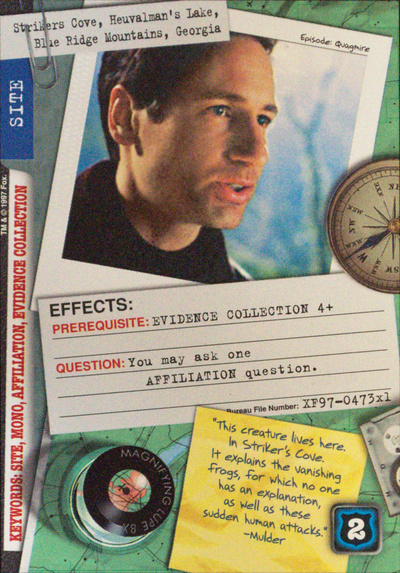 Strikers Cove, Heuvalman's Lake,
Blue Ridge Mountains, Georgia
Episode: Quagmire
SITE
TM & © 1997 Fox.
KEYWORDS: SITE, MONO, AFFILIATION, EVIDENCE COLLECTION
EFFECTS:
PREREQUISITE: EVIDENCE COLLECTION 4+
QUESTION: You may ask one
AFFILIATION question.
Bureau File Number: XF97-0473x1
"This creature lives here.
In Striker's Cove.
It explains the vanishing
frogs, for which no one
has an explanation,
as well as these
sudden human attacks."
-Mulder
MAGNIFYING LUPE 8X
2